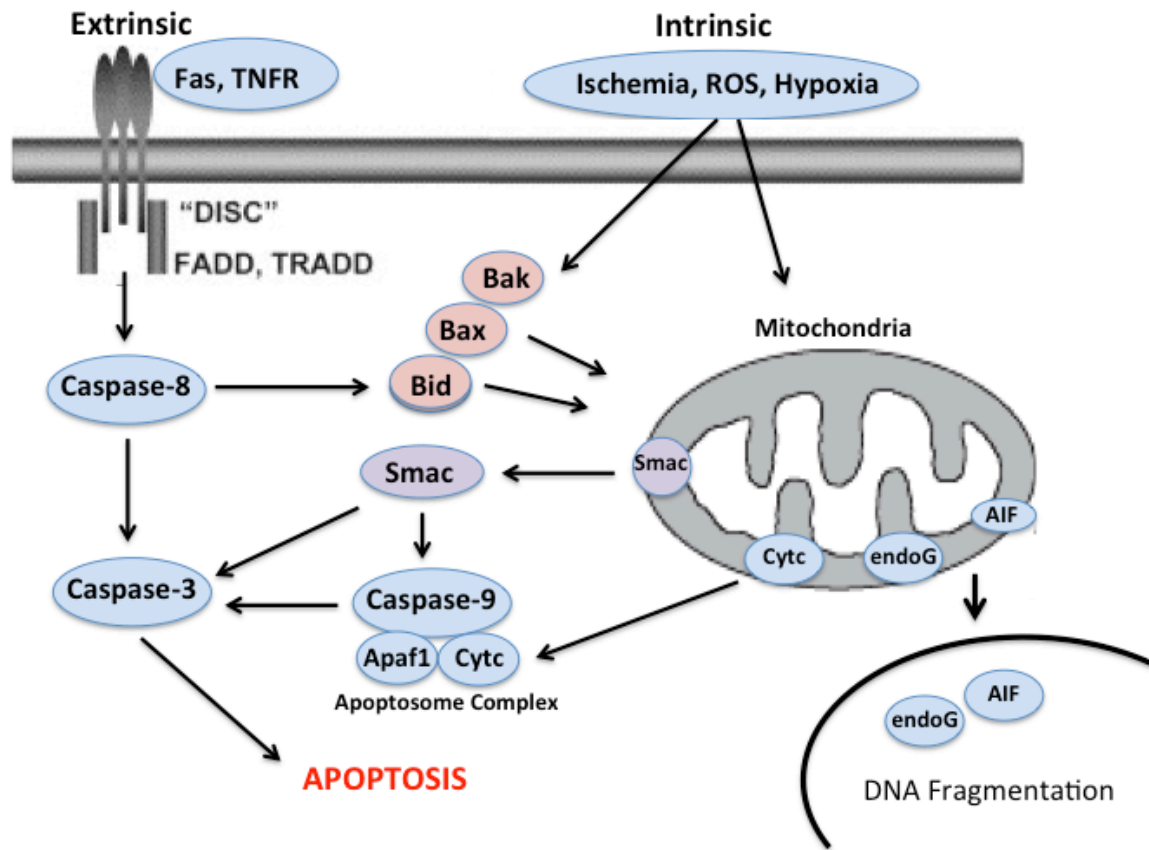 Extrinsic
Intrinsic
Fas, TNFR
Ischemia, ROS, Hypoxia
“DISC”
FADD, TRADD
Bak
Bax
Bid
Mitochondria
Caspase-8
Smac
Smac
AIF
Cytc
endoG
Caspase-3
Caspase-9
Apaf1
Cytc
Apoptosome Complex
AIF
endoG
APOPTOSIS
DNA Fragmentation